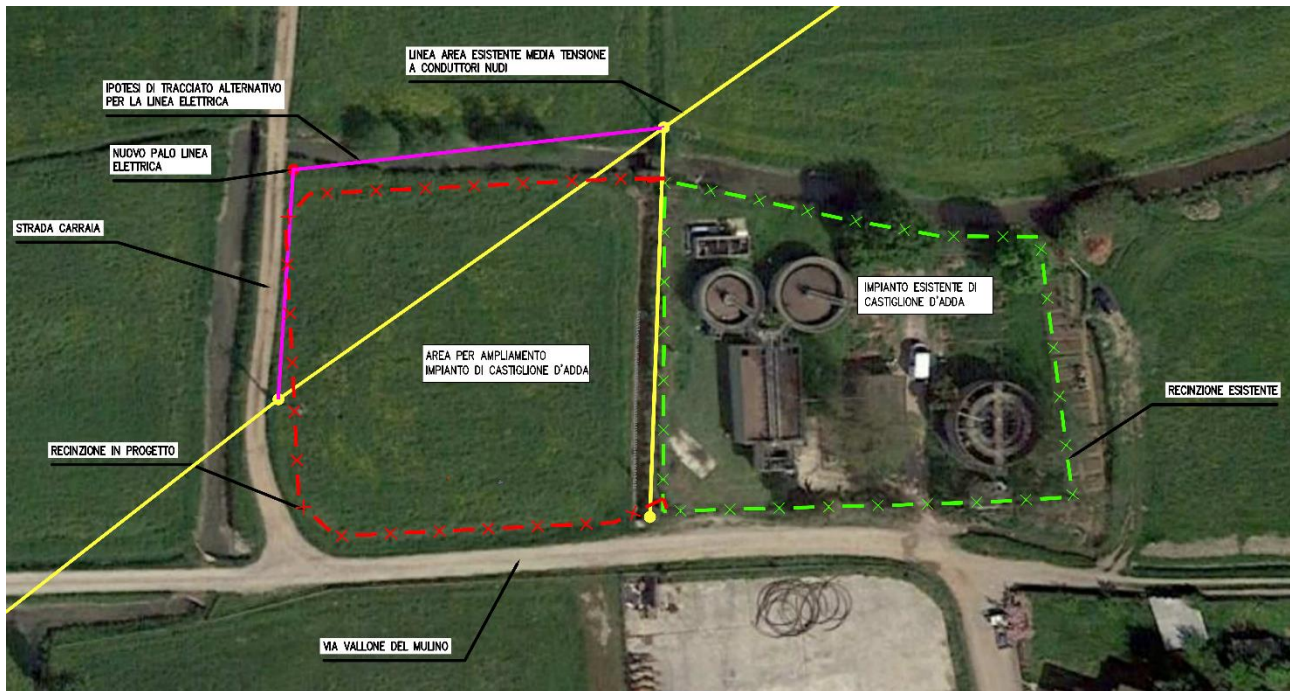 LINEA AREA ESISTENTE MEDIA TENSIONE
A CONDUTTORI NUDI
IPOTESI DI TRACCIATO ALTERNATIVO
PER LA LINEA ELETTRICA
NUOVO PALO LINEA
ELETTRICA
STRADA CARRAIA
IMPIANTO ESISTENTE DI
CASTIGLIONE D'ADDA
AREA PER AMPLIAMENTO
IMPIANTO DI CASTIGLIONE D'ADDA
RECINZIONE ESISTENTE
RECINZIONE IN PROGETTO
VIA VALLONE DEL MULINO